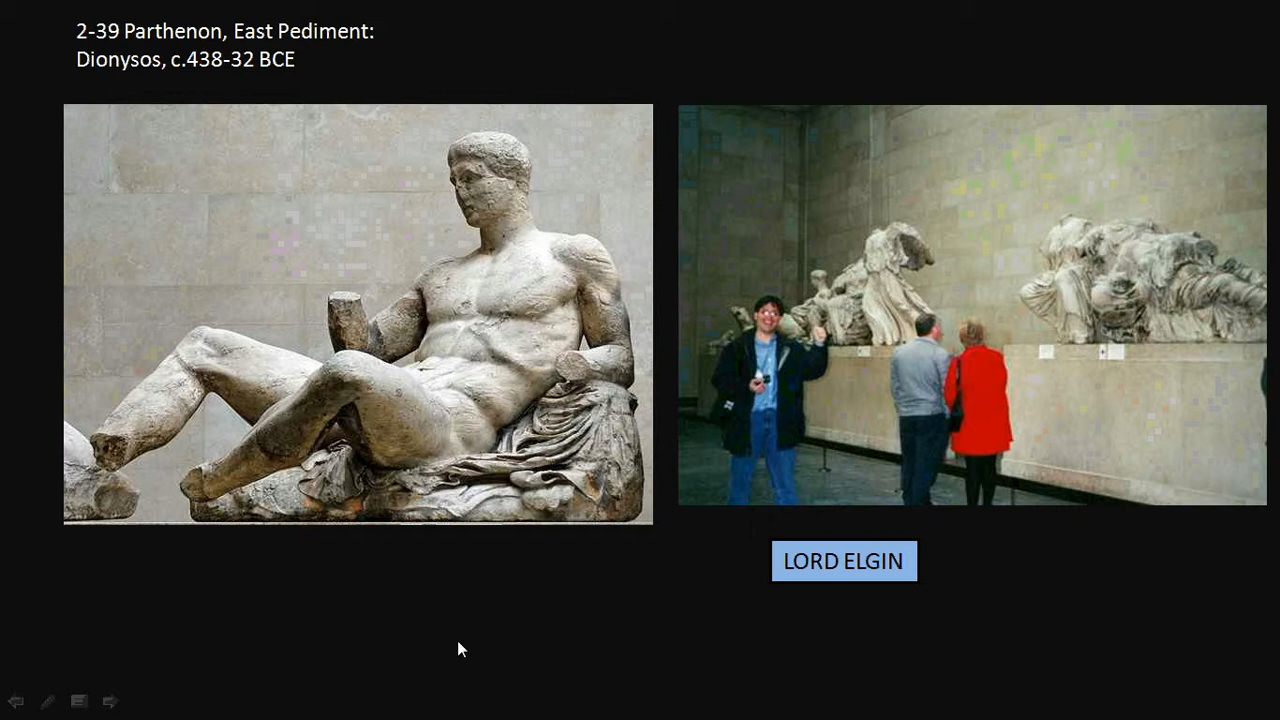 2-39 Parthenon, East Pediment:
Dionysos, c.438-32 BCE
LORD ELGIN